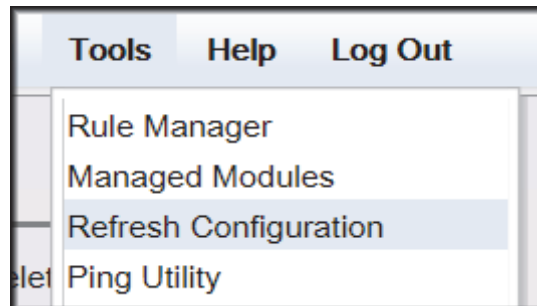 Tools Help Log Out
Rule Manager
Managed Modules
Refresh Configuration
Ping Utility